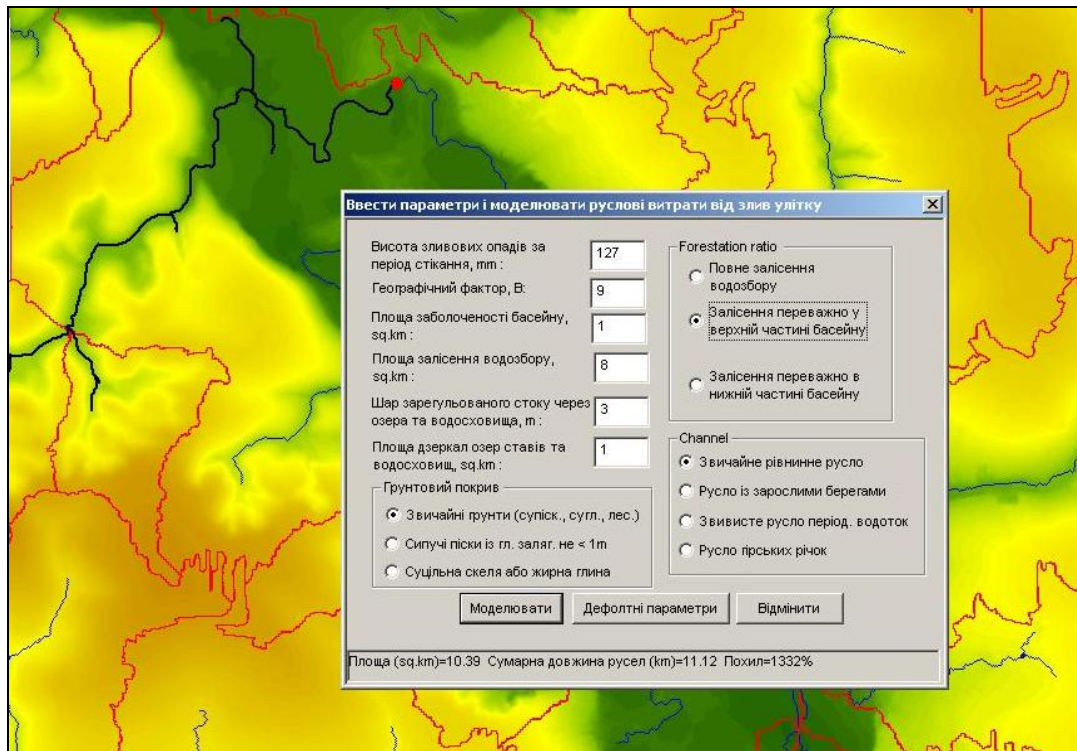 Ввести параметри і моделювати руслові витрати від злив улітку
Висота зливових опадів за
період стікання, mm :
127
Географічний фактор, В:
9
Площа заболоченості басейну,
sq.km :
1
Площа залісення водозбору,
sq.km :
8
Шар зарегульованого стоку через
озера та водосховища, m :
3
Площа дзеркал озер ставів та
водосховищ, sq.km :
1
Грунтовий покрив
Звичайні ґрунти (супіск., сугл., лес.)
Сипучі піски із гл. заляг. не < 1m
Суцільна скеля або жирна глина
Forestation ratio
Повне залісення
водозбору
Залісення переважно у
верхній частині басейну
Залісення переважно в
нижній частині басейну
Channel
Звичайне рівнинне русло
Русло із зарослими берегами
Звивисте русло період. водоток
Русло гірських річок
Моделювати
Дефолтні параметри
Відмінити
Площа (sq.km)=10.39 Сумарна довжина русел (km)=11.12 Похил=1332%